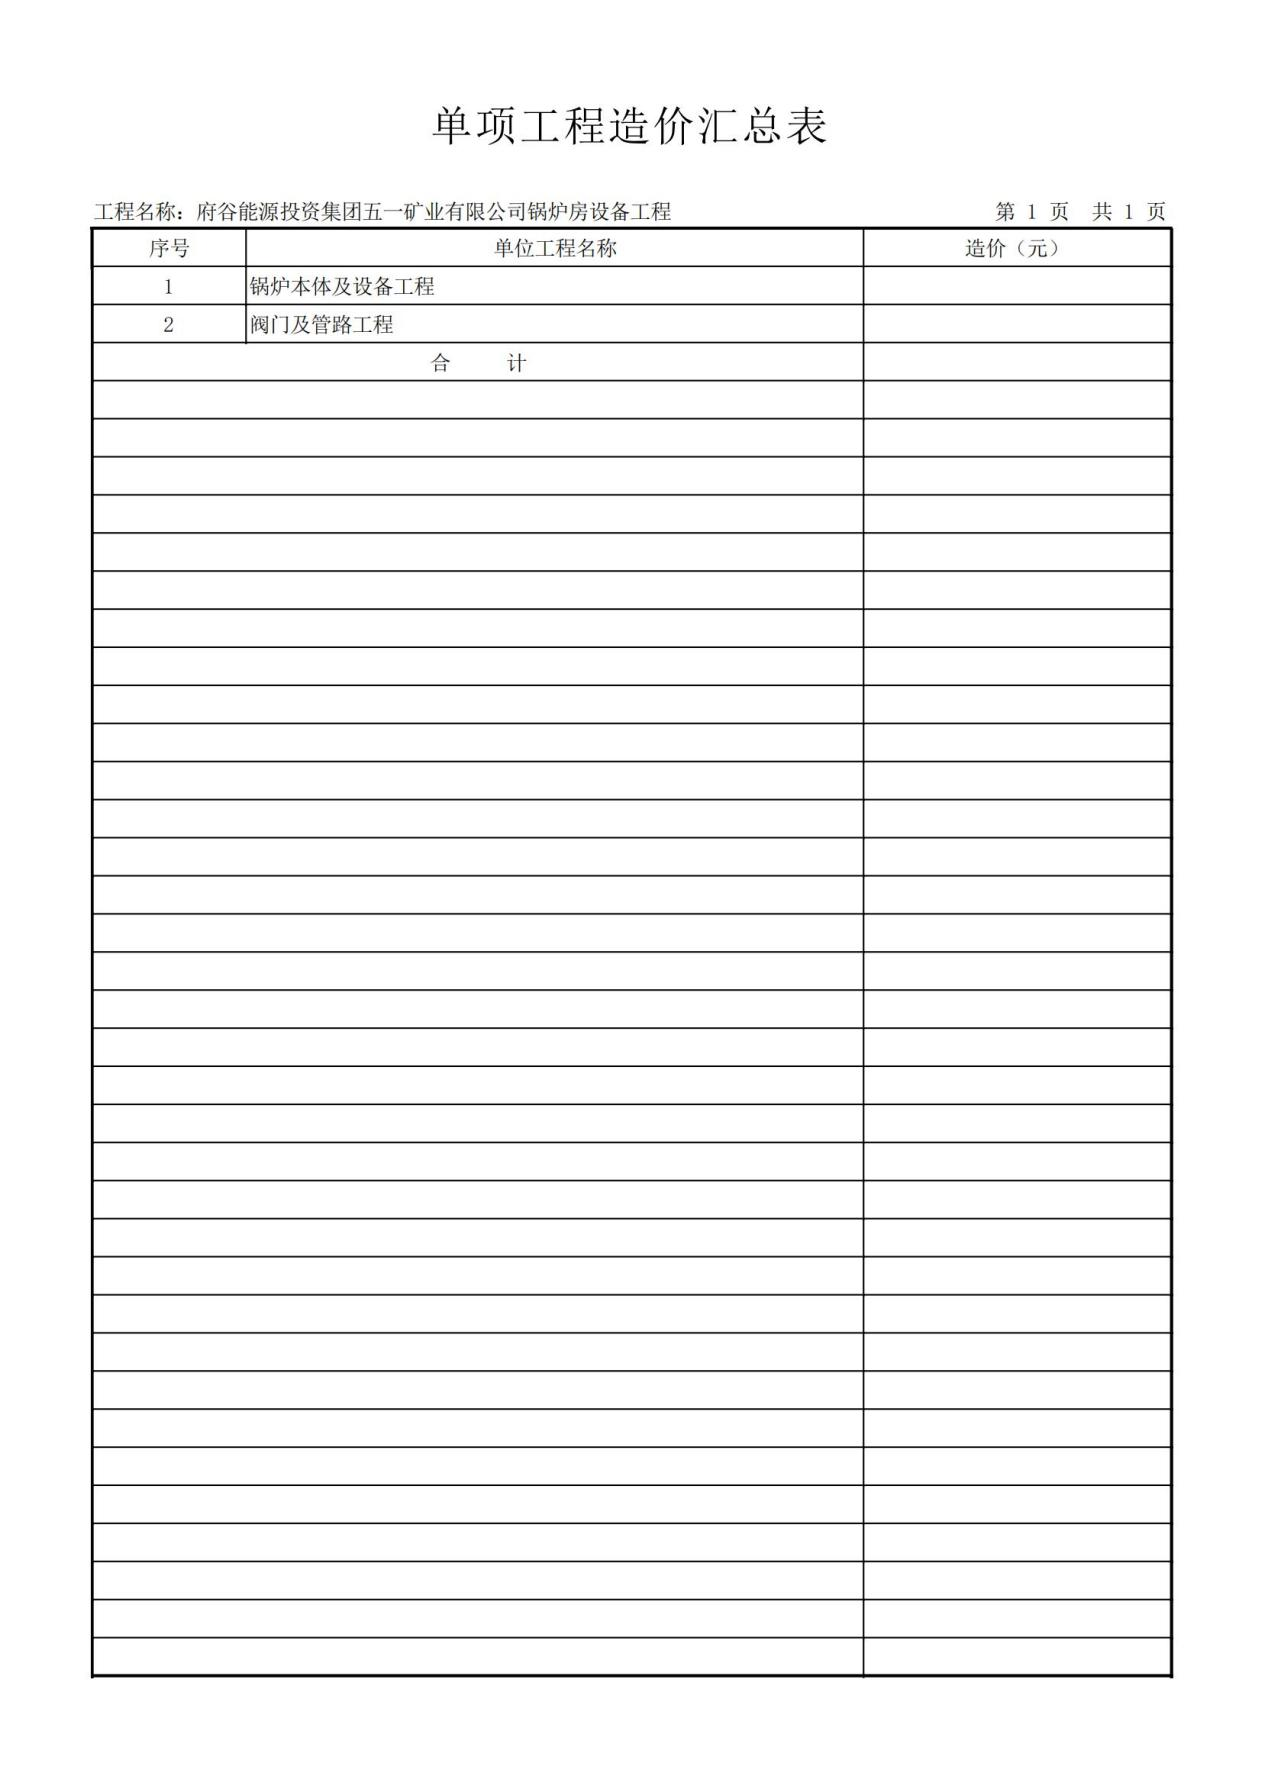 单项工程造价汇总表
工程名称：府谷能源投资集团五一矿业有限公司锅炉房设备工程 第 1 页 共 1 页
序号 单位工程名称 造价（元）
1 锅炉本体及设备工程
2 阀门及管路工程
合 计